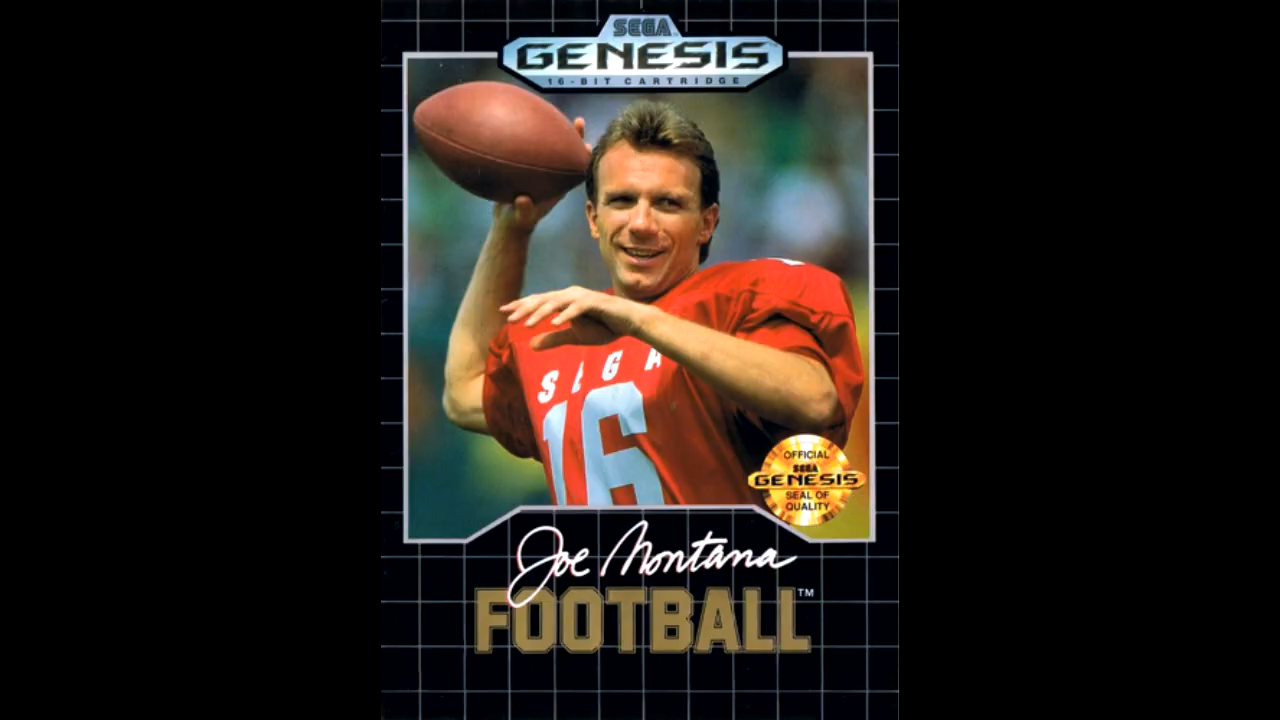 SEGA
GENESIS
16-BIT CARTRIDGE
SEGA
16
OFFICIAL
SEGA
GENESIS
SEAL OF
QUALITY
Joe Montana
FOOTBALL™